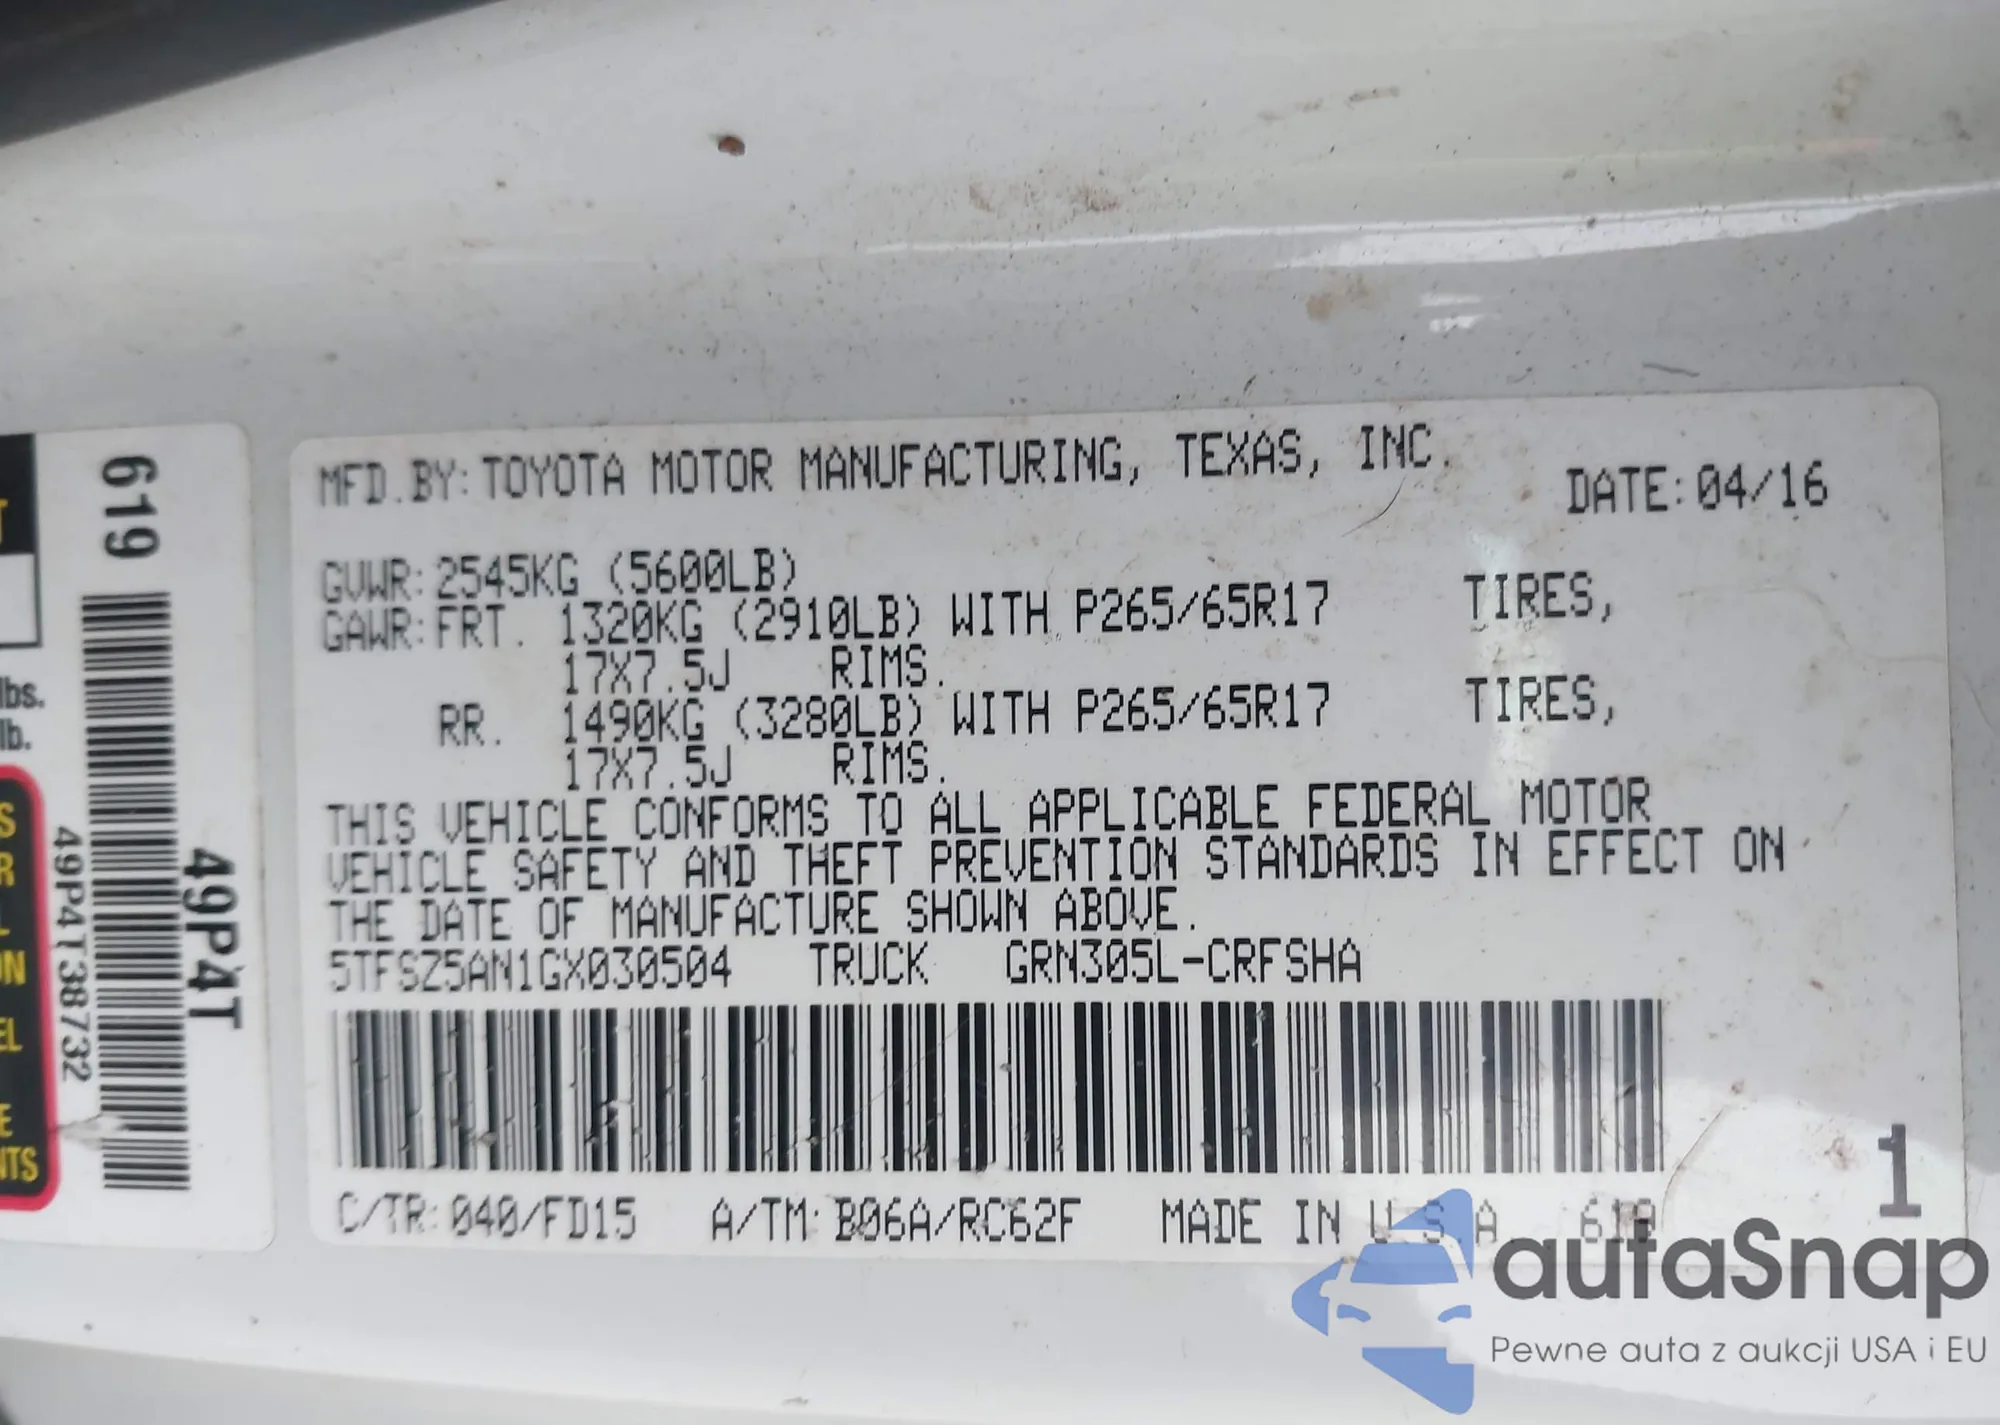 MFD.BY:TOYOTA MOTOR MANUFACTURING, TEXAS, INC.
DATE:04/16
GVWR:2545KG (5600LB)
GAWR:FRT. 1320KG (2910LB) WITH P265/65R17 TIRES,
17X7.5J RIMS.
RR. 1490KG (3280LB) WITH P265/65R17 TIRES,
17X7.5J RIMS.
THIS VEHICLE CONFORMS TO ALL APPLICABLE FEDERAL MOTOR
VEHICLE SAFETY AND THEFT PREVENTION STANDARDS IN EFFECT ON
THE DATE OF MANUFACTURE SHOWN ABOVE.
5TFSZ5AN1GX030504 TRUCK GRN305L-CRFSHA
C/TR:040/FD15 A/TM:B06A/RC62F MADE IN U.S.A. 619
1
619
49P4T38732
49P4T
lbs.
lb.
autaSnap
Pewne auta z aukcji USA i EU